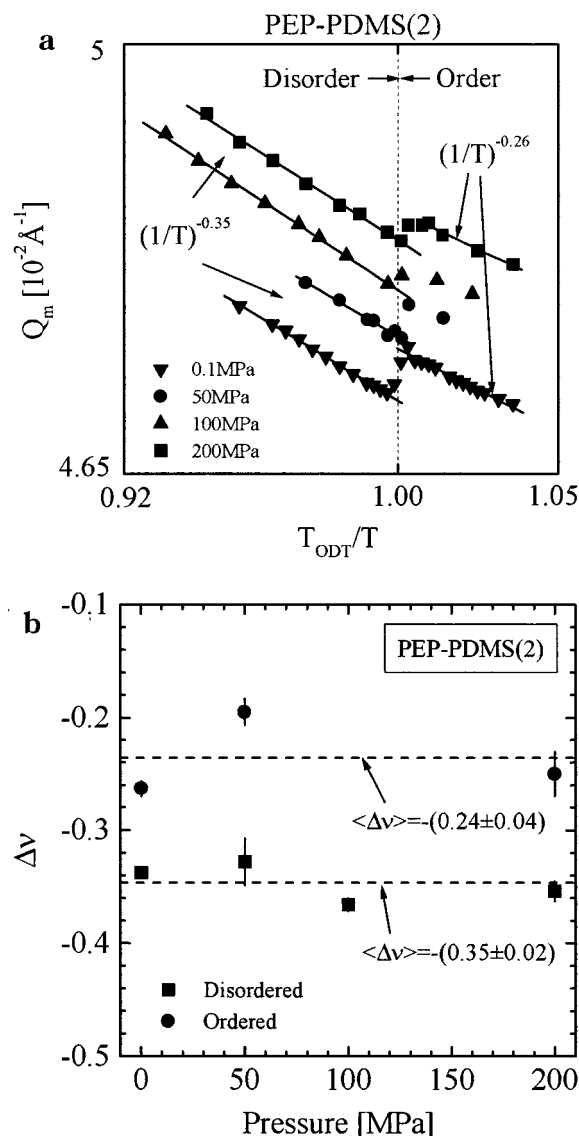 PEP-PDMS(2)
a
5
Disorder
Order
(1/T)^-0.26
(1/T)^-0.35
Q_m [10^-2 Å^-1]
0.1MPa
50MPa
100MPa
200MPa
4.65
0.92
1.00
1.05
T_ODT/T
b
-0.1
PEP-PDMS(2)
-0.2
<Δν>=-(0.24±0.04)
-0.3
Δν
<Δν>=-(0.35±0.02)
-0.4
Disordered
Ordered
-0.5
0
50
100
150
200
Pressure [MPa]